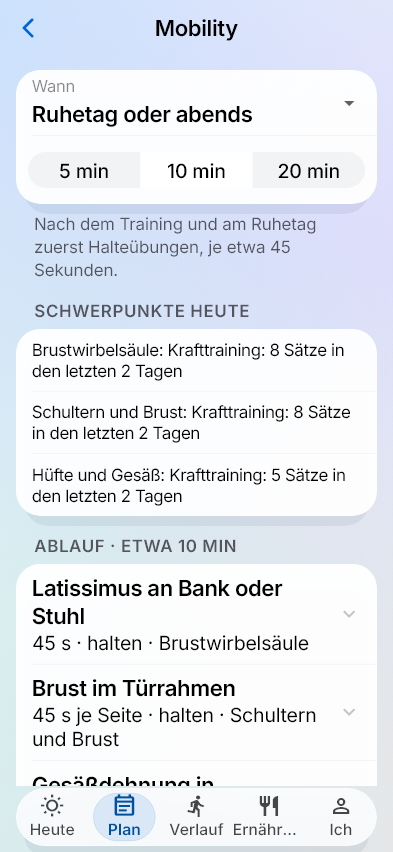 Mobility
Wann
Ruhetag oder abends
5 min
10 min
20 min
Nach dem Training und am Ruhetag
zuerst Halteübungen, je etwa 45
Sekunden.
SCHWERPUNKTE HEUTE
Brustwirbelsäule: Krafttraining: 8 Sätze in
den letzten 2 Tagen
Schultern und Brust: Krafttraining: 8 Sätze
in den letzten 2 Tagen
Hüfte und Gesäß: Krafttraining: 5 Sätze in
den letzten 2 Tagen
ABLAUF · ETWA 10 MIN
Latissimus an Bank oder
Stuhl
45 s · halten · Brustwirbelsäule
Brust im Türrahmen
45 s je Seite · halten · Schultern
und Brust
Gesäßdehnung in
Heute
Plan
Verlauf
Ernähr...
Ich